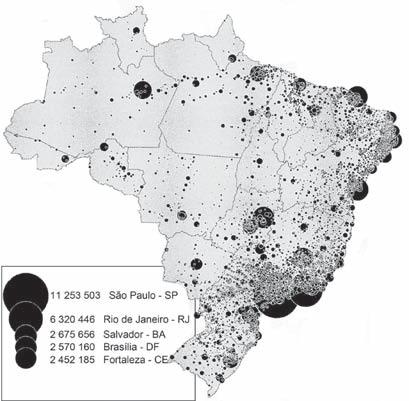 11 253 503 São Paulo - SP
6 320 446 Rio de Janeiro - RJ
2 675 656 Salvador - BA
2 570 160 Brasília - DF
2 452 185 Fortaleza - CE